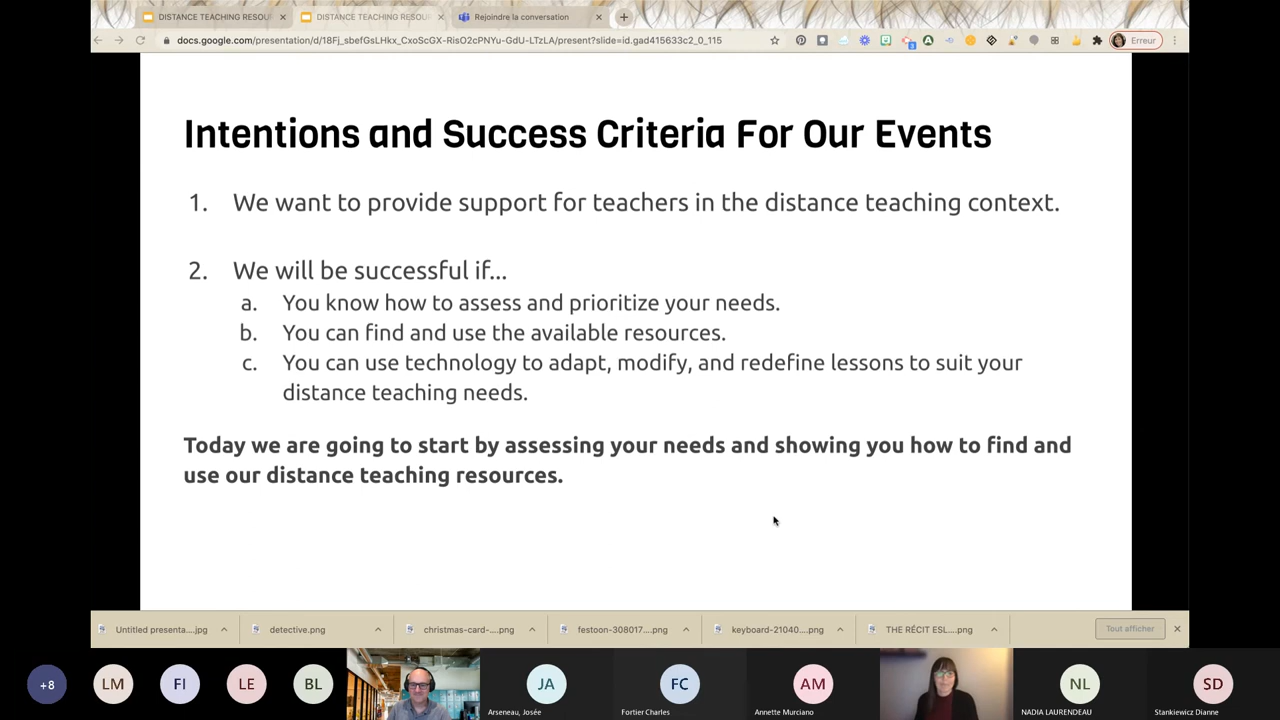 DISTANCE TEACHING RESOU
DISTANCE TEACHING RESOU
Rejoindre la conversation
docs.google.com/presentation/d/18Fj_sbefGsLHkx_CxoScGX-RisO2cPNYu-GdU-LTzLA/present?slide=id.gad415633c2_0_115
Erreur
Intentions and Success Criteria For Our Events
1. We want to provide support for teachers in the distance teaching context.
2. We will be successful if...
a. You know how to assess and prioritize your needs.
b. You can find and use the available resources.
c. You can use technology to adapt, modify, and redefine lessons to suit your
distance teaching needs.
Today we are going to start by assessing your needs and showing you how to find and
use our distance teaching resources.
Untitled presenta....jpg
detective.png
christmas-card-....png
festoon-308017....png
keyboard-21040....png
THE RÉCIT ESL....png
Tout afficher
+8
LM
FI
LE
BL
JA
FC
AM
NL
SD
Arseneau, Josée
Fortier Charles
Annette Murciano
NADIA LAURENDEAU
Stankiewicz Dianne